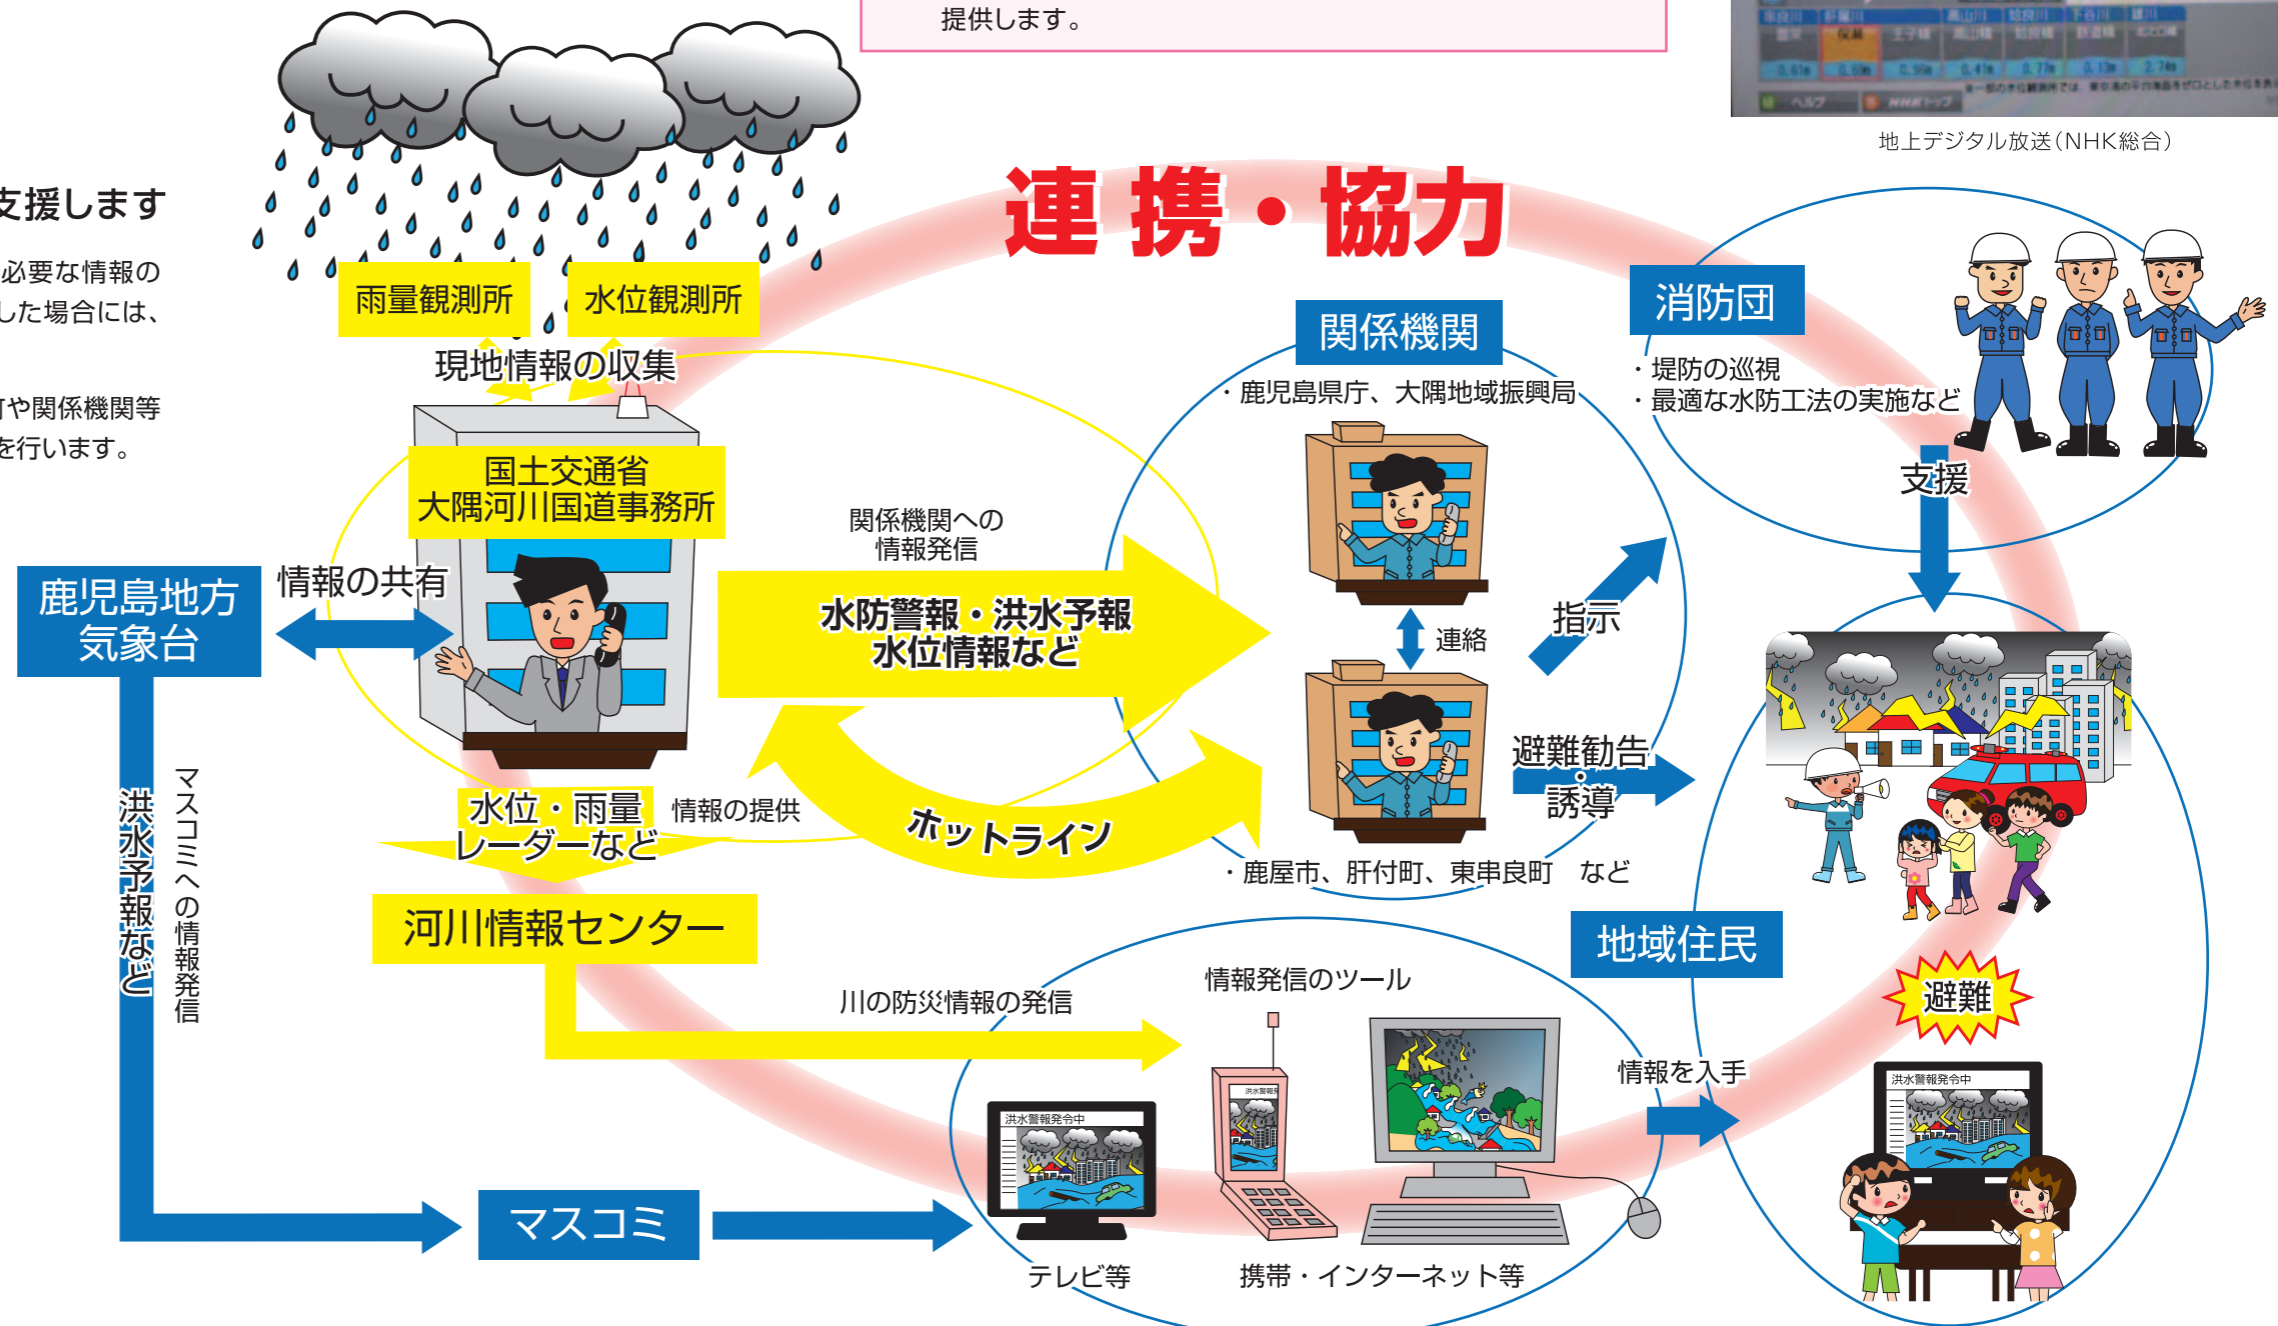 提供します。
地上デジタル放送（NHK総合）
支援します
必要な情報の
した場合には、
や関係機関等
を行います。
連携・協力
雨量観測所
水位観測所
現地情報の収集
国土交通省
大隅河川国道事務所
鹿児島地方
気象台
情報の共有
関係機関への
情報発信
水防警報・洪水予報
水位情報など
ホットライン
関係機関
・鹿児島県庁、大隅地域振興局
連絡
・鹿屋市、肝付町、東串良町　など
指示
避難勧告
・
誘導
消防団
・堤防の巡視
・最適な水防工法の実施など
支援
水位・雨量
レーダーなど
情報の提供
河川情報センター
川の防災情報の発信
洪水予報など
マスコミへの情報発信
マスコミ
情報発信のツール
洪水警報発令中
洪水警報発
テレビ等
携帯・インターネット等
情報を入手
地域住民
避難
洪水警報発令中
ヘルプ
NHKトップ